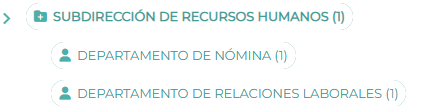 SUBDIRECCIÓN DE RECURSOS HUMANOS (1)
DEPARTAMENTO DE NÓMINA (1)
DEPARTAMENTO DE RELACIONES LABORALES (1)